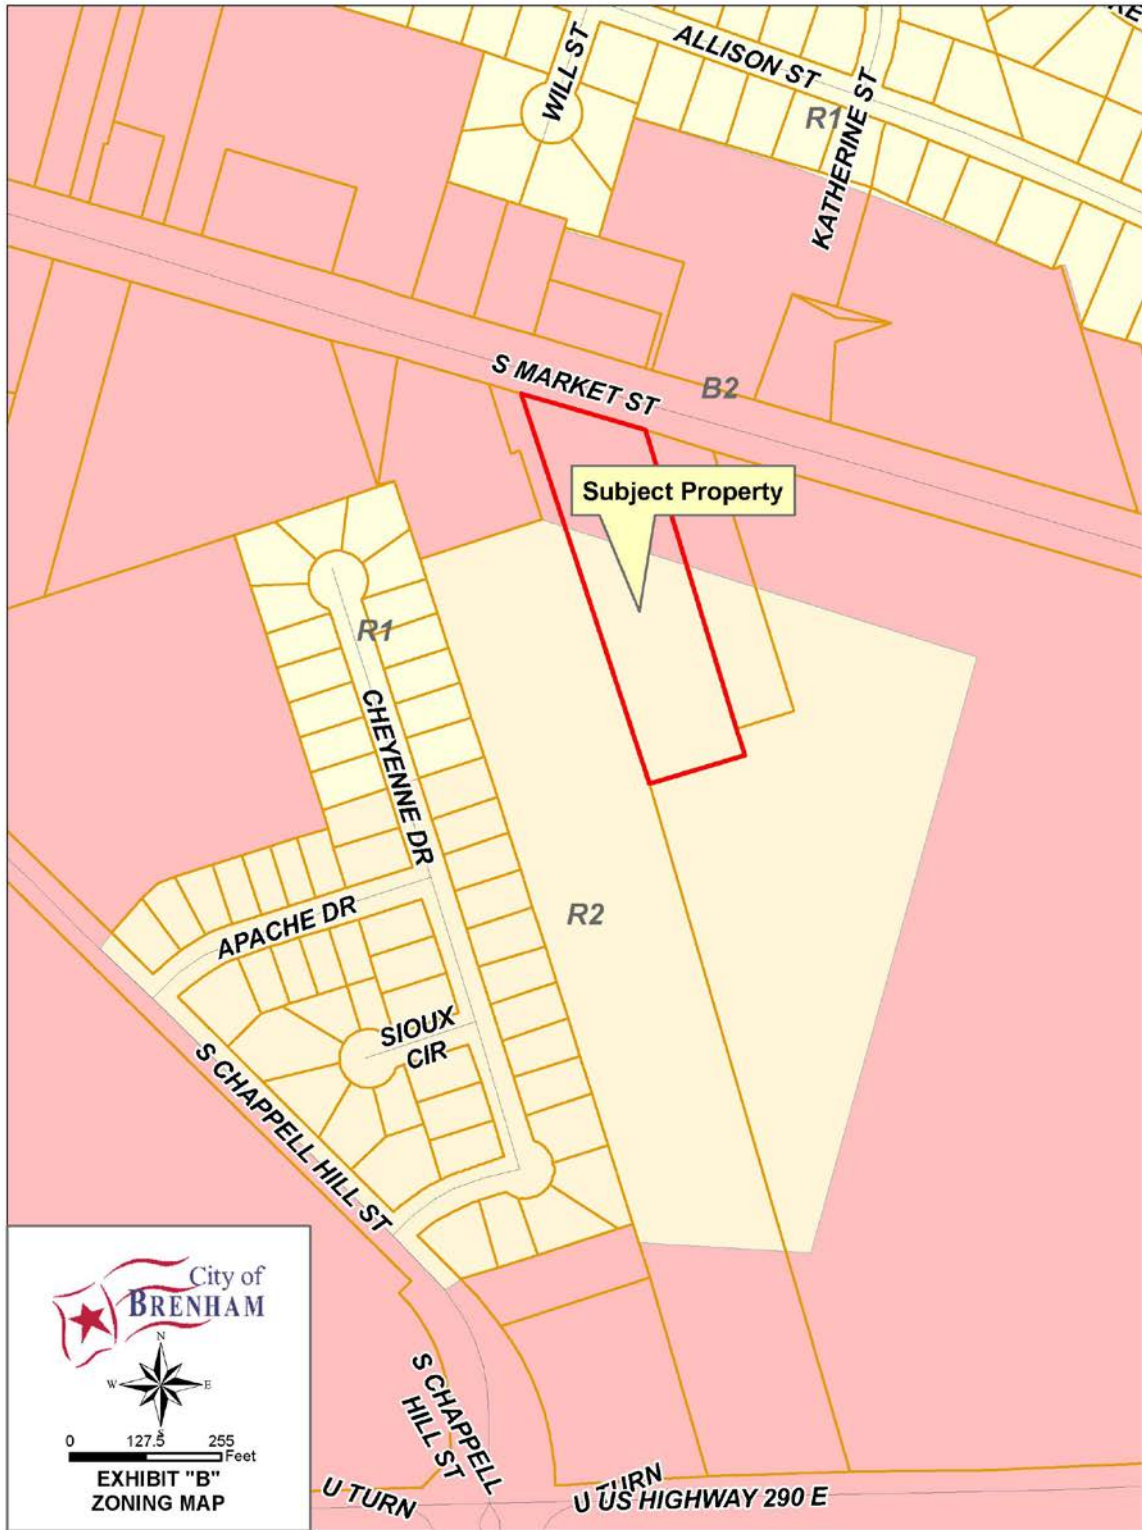 WILL ST
ALLISON ST
R1
KATHERINE ST
S MARKET ST
B2
Subject Property
R1
CHEYENNE DR
R2
APACHE DR
SIOUX
CIR
S CHAPPELL HILL ST
City of
BRENHAM
N
W
E
S
0 127.5 255
Feet
EXHIBIT "B"
ZONING MAP
S CHAPPELL
HILL ST
U TURN
U TURN
US HIGHWAY 290 E